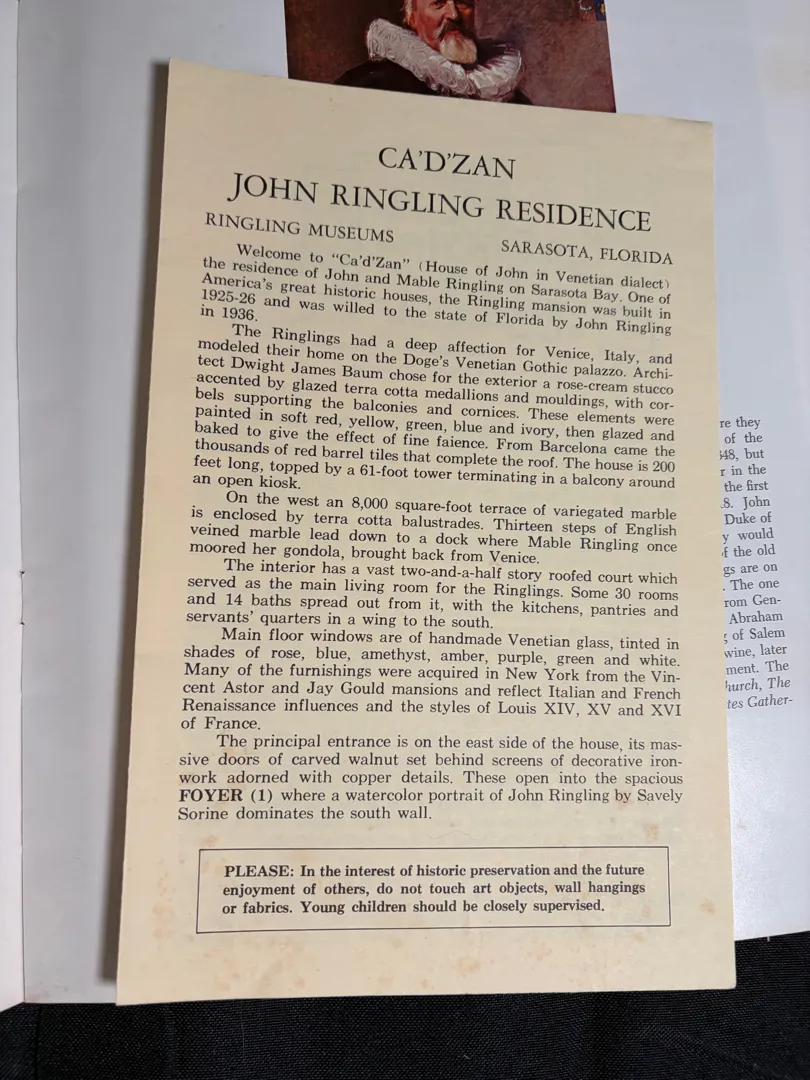 CA'D'ZAN
JOHN RINGLING RESIDENCE
RINGLING MUSEUMS
SARASOTA, FLORIDA
Welcome to "Ca'd'Zan" (House of John in Venetian dialect)
the residence of John and Mable Ringling on Sarasota Bay. One of
America's great historic houses, the Ringling mansion was built in
1925-26 and was willed to the state of Florida by John Ringling
in 1936.
The Ringlings had a deep affection for Venice, Italy, and
modeled their home on the Doge's Venetian Gothic palazzo. Archi-
tect Dwight James Baum chose for the exterior a rose-cream stucco
accented by glazed terra cotta medallions and mouldings, with cor-
bels supporting the balconies and cornices. These elements were
painted in soft red, yellow, green, blue and ivory, then glazed and
baked to give the effect of fine faience. From Barcelona came the
thousands of red barrel tiles that complete the roof. The house is 200
feet long, topped by a 61-foot tower terminating in a balcony around
an open kiosk.
On the west an 8,000 square-foot terrace of variegated marble
is enclosed by terra cotta balustrades. Thirteen steps of English
veined marble lead down to a dock where Mable Ringling once
moored her gondola, brought back from Venice.
The interior has a vast two-and-a-half story roofed court which
served as the main living room for the Ringlings. Some 30 rooms
and 14 baths spread out from it, with the kitchens, pantries and
servants' quarters in a wing to the south.
Main floor windows are of handmade Venetian glass, tinted in
shades of rose, blue, amethyst, amber, purple, green and white.
Many of the furnishings were acquired in New York from the Vin-
cent Astor and Jay Gould mansions and reflect Italian and French
Renaissance influences and the styles of Louis XIV, XV and XVI
of France.
The principal entrance is on the east side of the house, its mas-
sive doors of carved walnut set behind screens of decorative iron-
work adorned with copper details. These open into the spacious
FOYER (1) where a watercolor portrait of John Ringling by Savely
Sorine dominates the south wall.
PLEASE: In the interest of historic preservation and the future
enjoyment of others, do not touch art objects, wall hangings
or fabrics. Young children should be closely supervised.
they
of the
but
in the
the first
John
Duke of
would
the old
are on
The one
Gen-
Abraham
of Salem
wine, later
The
The
Gather-